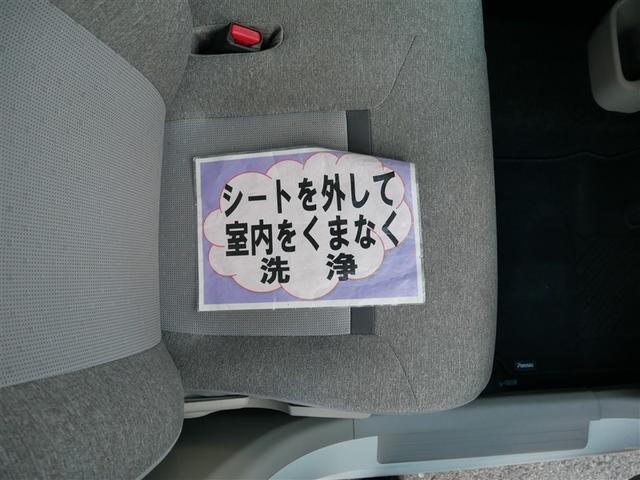 シートを外して
室内をくまなく
洗 浄